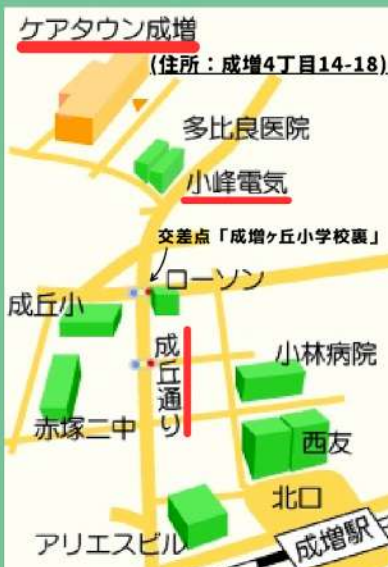 ケアタウン成増
(住所：成増4丁目14-18)
多比良医院
小峰電気
交差点「成増ヶ丘小学校裏」
ローソン
成丘小
成丘通り
小林病院
赤塚二中
西友
北口
アリエスビル
成増駅